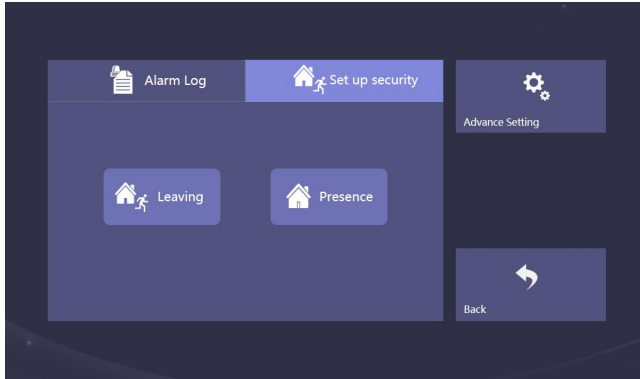 Alarm Log
Set up security
Advance Setting
Leaving
Presence
Back